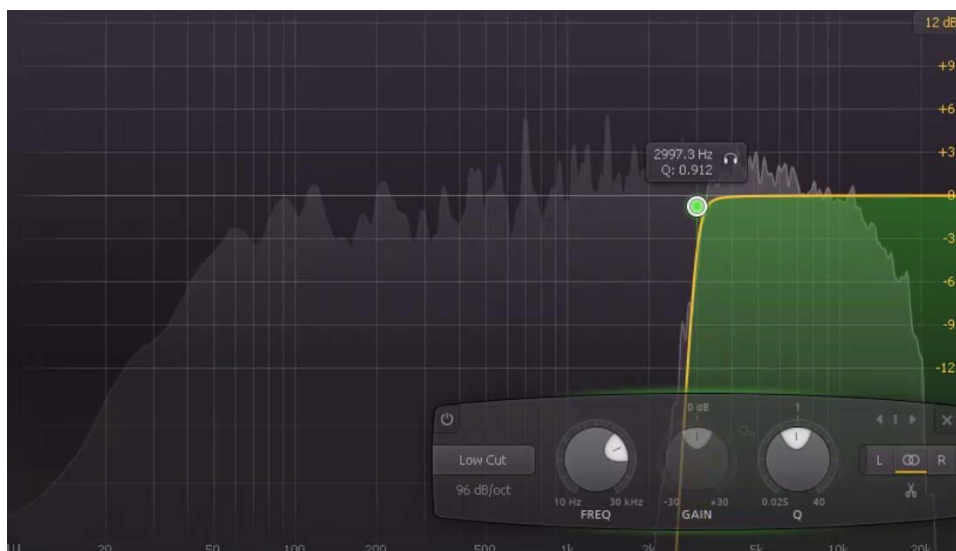 12 dB
+9
+6
+3
2997.3 Hz
Q: 0.912
0
-3
-6
-9
-12
0 dB
1
1
Low Cut
L
R
96 dB/oct
10 Hz
30 kHz
-30
+30
0.025
40
FREQ
GAIN
Q
20
50
100
200
500
1k
2k
5k
10k
20k